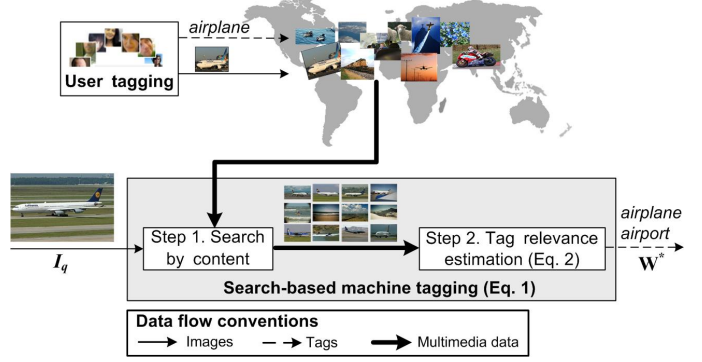 airplane
User tagging
Step 1. Search
by content
Step 2. Tag relevance
estimation (Eq. 2)
airplane
airport
I_q
W*
Search-based machine tagging (Eq. 1)
Data flow conventions
Images
Tags
Multimedia data